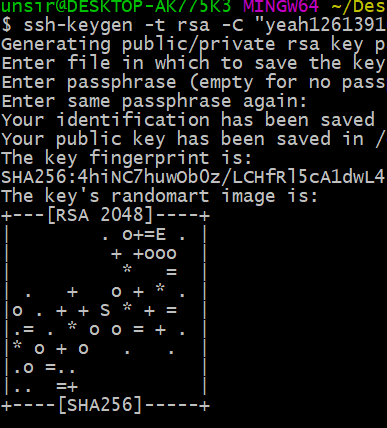 unsir@DESKTOP-AK7/5K3 MINGW64 ~/Des
$ ssh-keygen -t rsa -C "yeah1261391
Generating public/private rsa key p
Enter file in which to save the key
Enter passphrase (empty for no pass
Enter same passphrase again:
Your identification has been saved
Your public key has been saved in /
The key fingerprint is:
SHA256:4hiNC7huwOb0z/LCHfRl5cA1dwL4
The key's randomart image is:
+---[RSA 2048]----+
|        . o+=E . |
|         + +ooo  |
|          *   =  |
| .   +   o + * . |
|o . + + S * + =  |
|.= . * o o = + . |
|* o + o   .   .  |
|.o =..           |
|..  =+           |
+----[SHA256]-----+